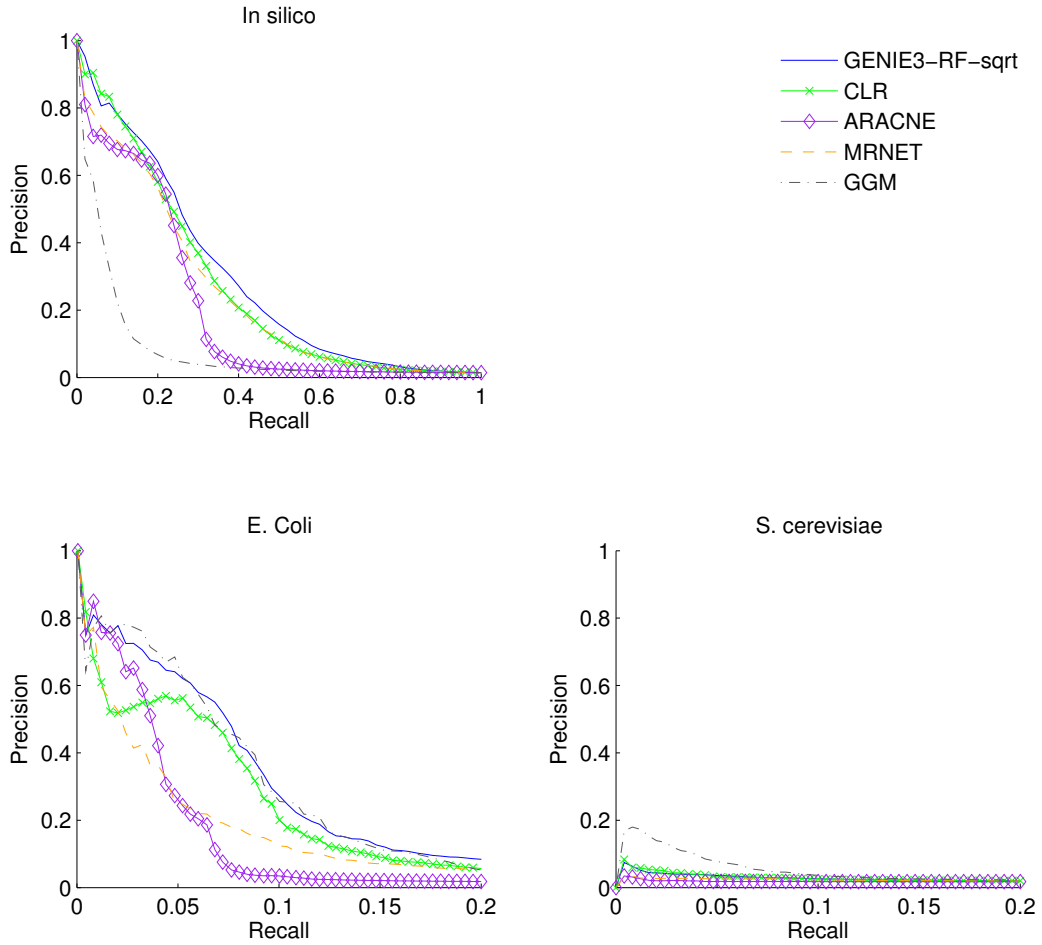 In silico
1
0.8
0.6
0.4
0.2
0
0 0.2 0.4 0.6 0.8 1
Precision
Recall
GENIE3−RF−sqrt
CLR
ARACNE
MRNET
GGM
E. Coli
1
0.8
0.6
0.4
0.2
0
0 0.05 0.1 0.15 0.2
Precision
Recall
S. cerevisiae
1
0.8
0.6
0.4
0.2
0
0 0.05 0.1 0.15 0.2
Precision
Recall